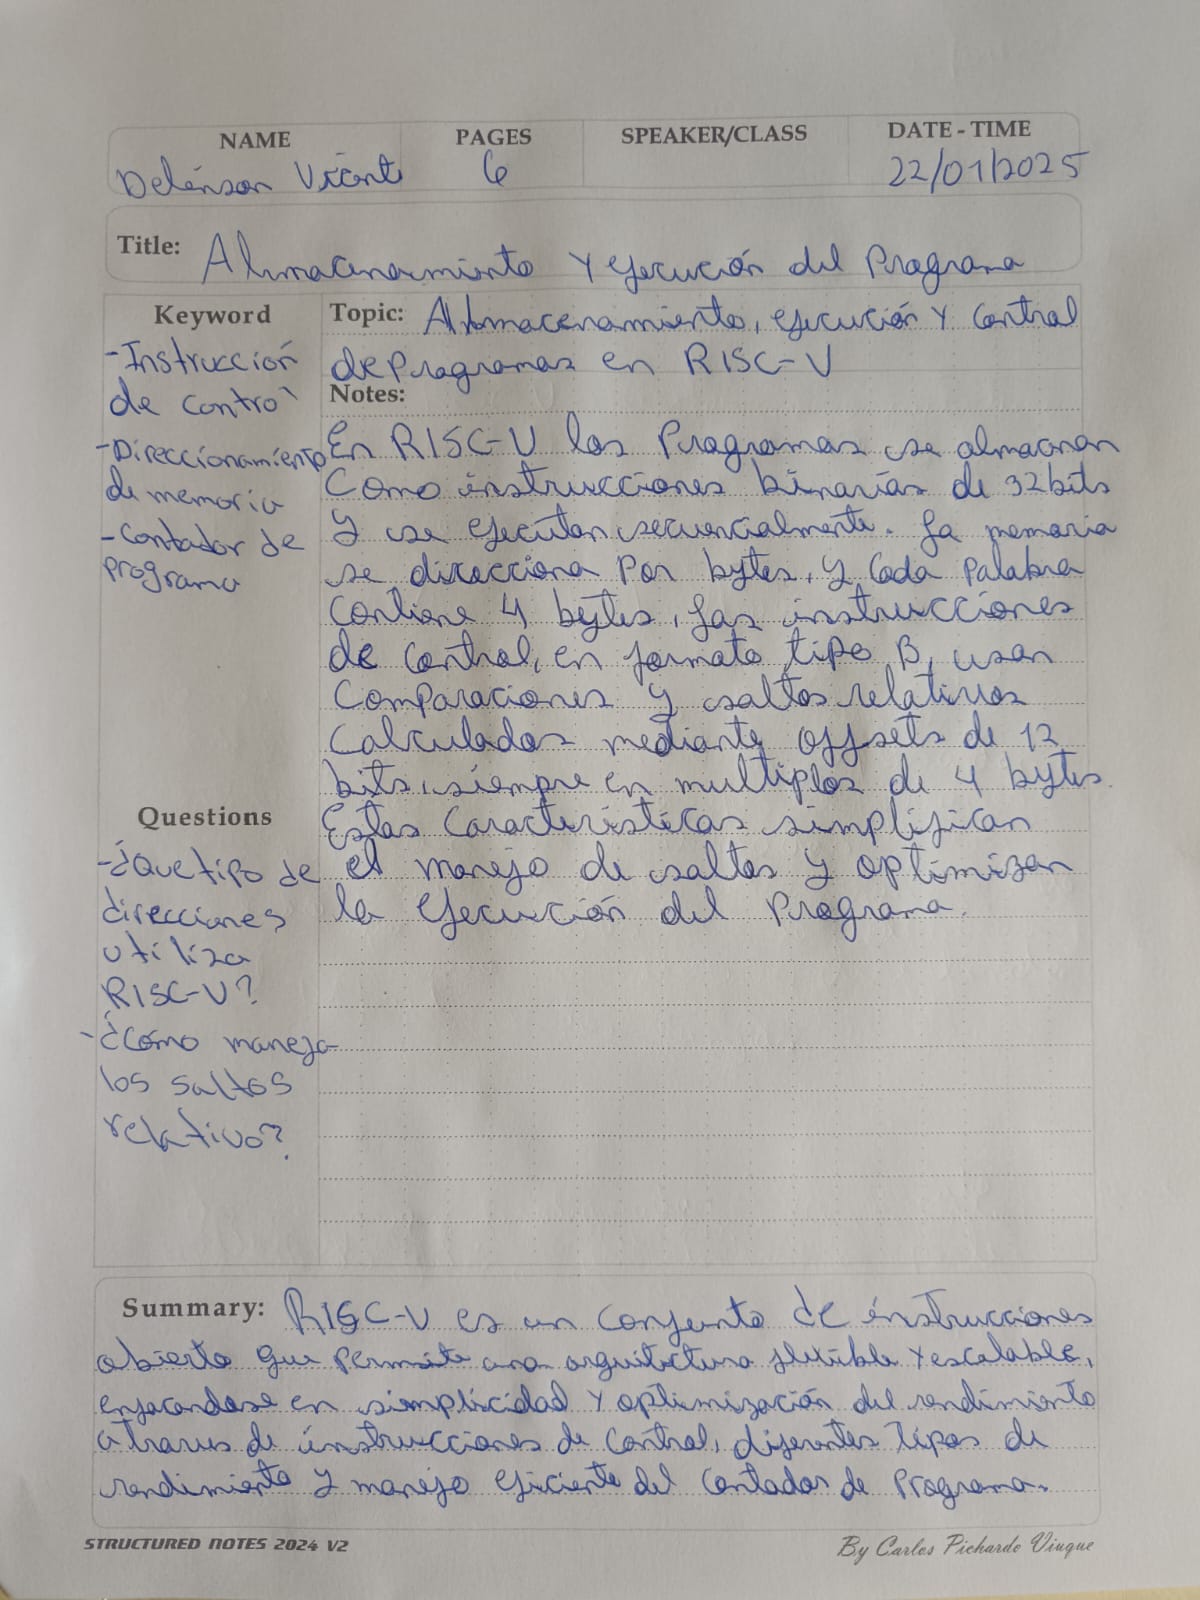 NAME PAGES SPEAKER/CLASS DATE - TIME
Delenson Vicente 6 22/01/2025
Title: Almacenamiento y ejecución del Programa
Keyword
- Instrucción
de control
- Direccionamiento
de memoria
- Contador de
programa
Questions
- ¿Que tipo de
direcciones
utiliza
RISC-V?
- ¿Cómo maneja
los saltos
relativo?
Topic: Almacenamiento, ejecución y control
de Programas en RISC-V
Notes:
En RISC-V los Programas se almacnan
Como instrucciones binarias de 32 bits
y se ejecutan secuencialmente. La memoria
se direcciona Por bytes, y Cada Palabra
Contiene 4 bytes, Las instrucciones
de control, en formato tipo B, usan
Comparaciones y saltos relativos
Calculados mediante offsets de 12
bits, siempre en multiplos de 4 bytes.
Estas Características simplifican
el manejo de saltos y optimizan
la ejecución del Programa.
Summary: RISC-V es un conjunto de instrucciones
abierto que permite una arquitectura flexible y escalable,
enfocandose en simplicidad y optimización del rendimiento
a traves de instrucciones de control, diferentes tipos de
rendimiento y manejo eficiente del contador de Programa.
STRUCTURED NOTES 2024 V2
By Carlos Pichardo Viuque